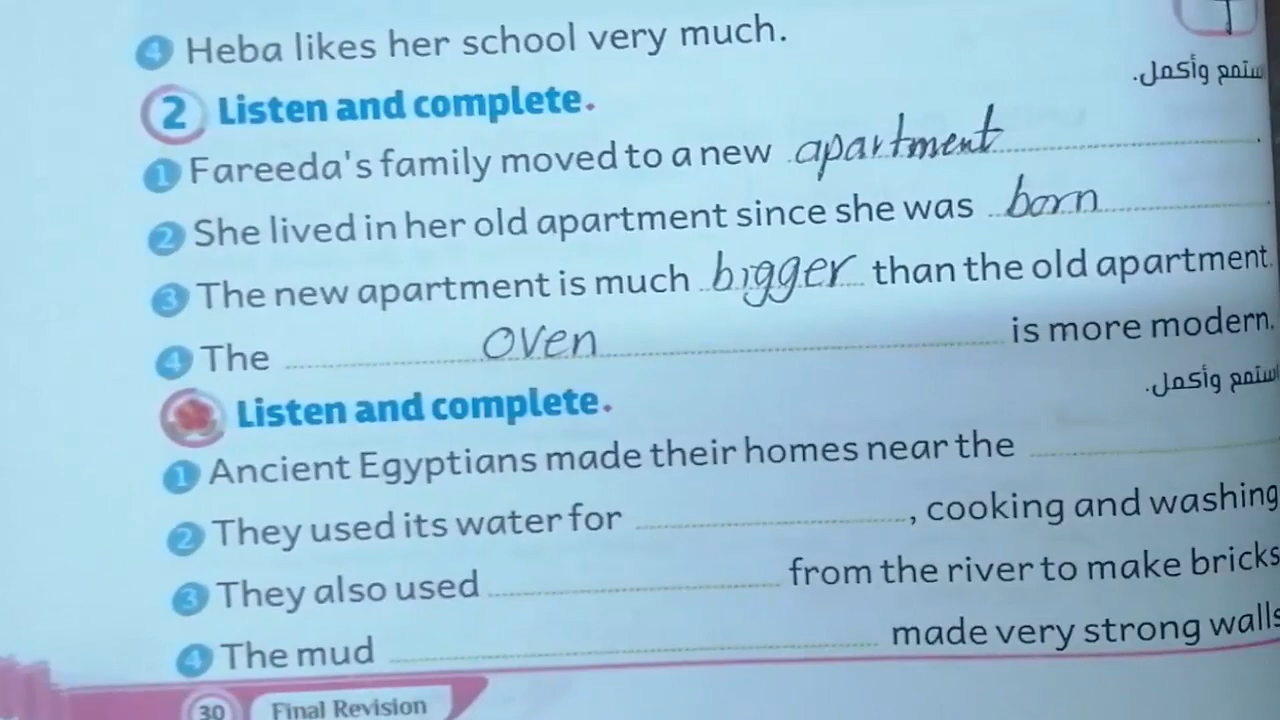 4 Heba likes her school very much.
2 Listen and complete.
ستمع وأكمل.
1 Fareeda's family moved to a new apartment.
2 She lived in her old apartment since she was born.
3 The new apartment is much bigger than the old apartment.
4 The oven is more modern.
Listen and complete.
استمع وأكمل.
1 Ancient Egyptians made their homes near the
2 They used its water for , cooking and washing
3 They also used from the river to make bricks
4 The mud made very strong walls
30 Final Revision